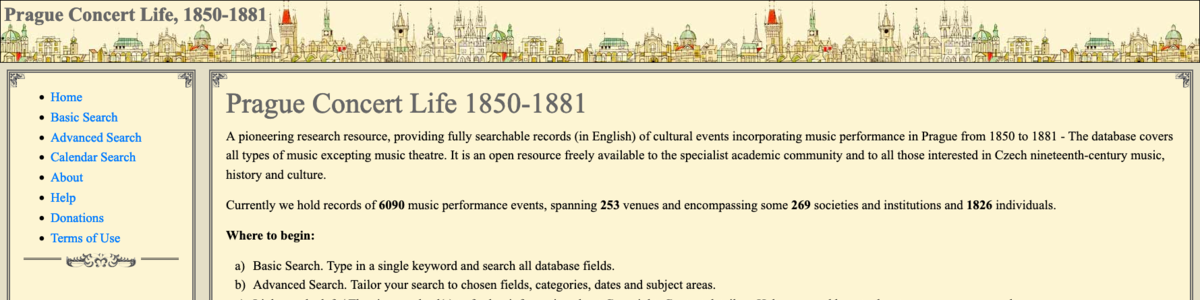 Prague Concert Life, 1850-1881
Home
Basic Search
Advanced Search
Calendar Search
About
Help
Donations
Terms of Use
Prague Concert Life 1850-1881
A pioneering research resource, providing fully searchable records (in English) of cultural events incorporating music performance in Prague from 1850 to 1881 - The database covers
all types of music excepting music theatre. It is an open resource freely available to the specialist academic community and to all those interested in Czech nineteenth-century music,
history and culture.
Currently we hold records of 6090 music performance events, spanning 253 venues and encompassing some 269 societies and institutions and 1826 individuals.
Where to begin:
a) Basic Search. Type in a single keyword and search all database fields.
b) Advanced Search. Tailor your search to chosen fields, categories, dates and subject areas.